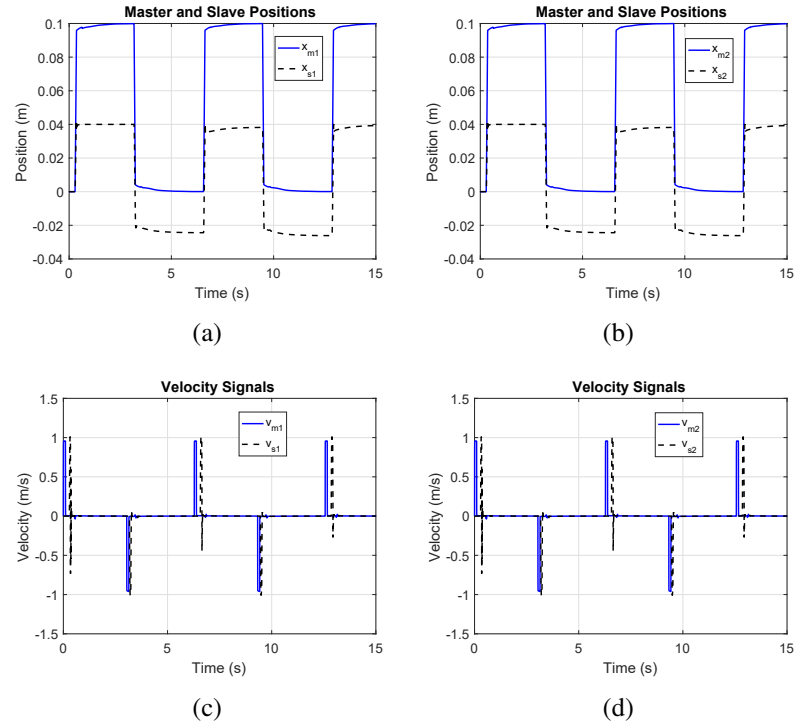 Master and Slave Positions
0.1
0.08
0.06
0.04
0.02
0
-0.02
-0.04
Position (m)
x_m1
x_s1
0 5 10 15
Time (s)
(a)
Master and Slave Positions
0.1
0.08
0.06
0.04
0.02
0
-0.02
-0.04
Position (m)
x_m2
x_s2
0 5 10 15
Time (s)
(b)
Velocity Signals
1.5
1
0.5
0
-0.5
-1
-1.5
Velocity (m/s)
v_m1
v_s1
0 5 10 15
Time (s)
(c)
Velocity Signals
1.5
1
0.5
0
-0.5
-1
-1.5
Velocity (m/s)
v_m2
v_s2
0 5 10 15
Time (s)
(d)